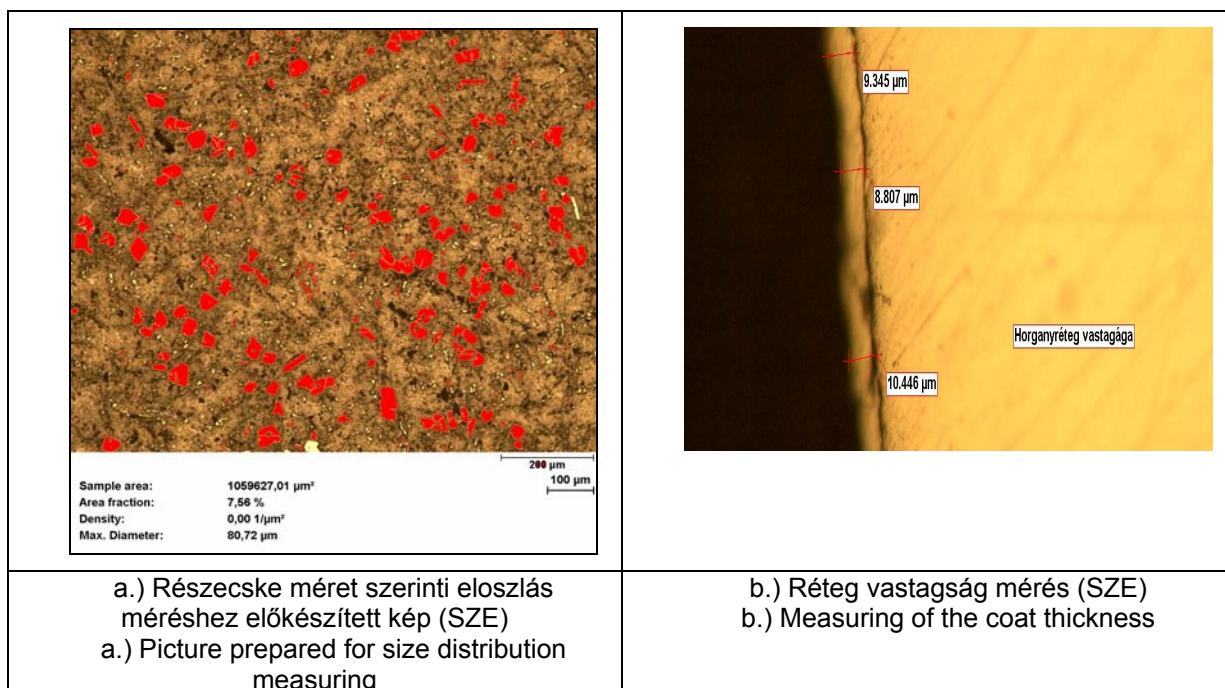 200 µm
100 µm
Sample area: 1059627,01 µm²
Area fraction: 7,56 %
Density: 0,00 1/µm²
Max. Diameter: 80,72 µm
9.345 µm
8.807 µm
Horganyréteg vastagága
10.446 µm
a.) Részecske méret szerinti eloszlás
méréshez előkészített kép (SZE)
a.) Picture prepared for size distribution
measuring
b.) Réteg vastagság mérés (SZE)
b.) Measuring of the coat thickness